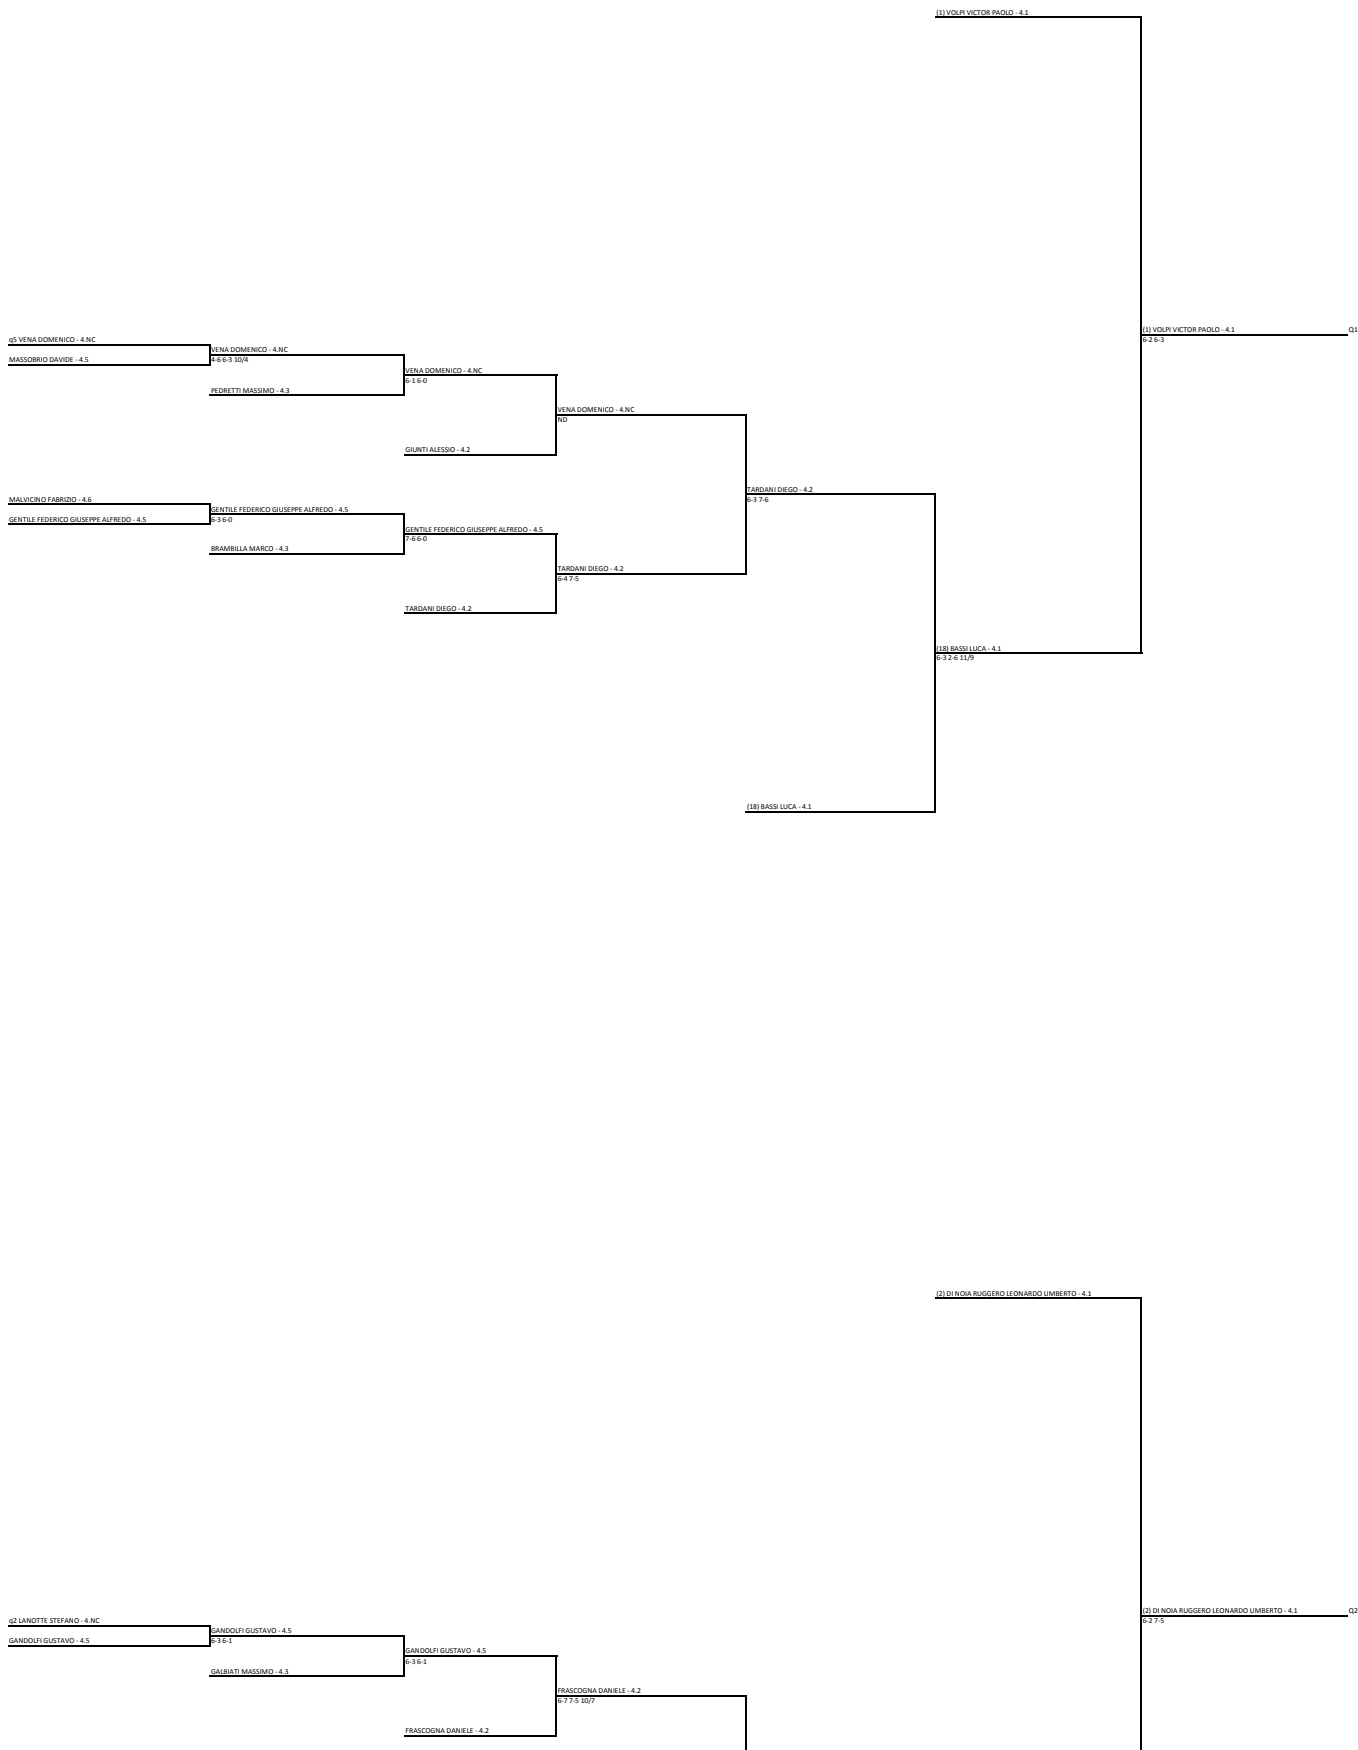 (1) VOLPI VICTOR PAOLO - 4.1
(1) VOLPI VICTOR PAOLO - 4.1
Q1
6-2 6-3
q5 VENA DOMENICO - 4.NC
VENA DOMENICO - 4.NC
MASSOBRIO DAVIDE - 4.5
4-6 6-3 10/4
VENA DOMENICO - 4.NC
6-1 6-0
PEDRETTI MASSIMO - 4.3
VENA DOMENICO - 4.NC
ND
GIUNTI ALESSIO - 4.2
TARDANI DIEGO - 4.2
6-3 7-6
MALVICINO FABRIZIO - 4.6
GENTILE FEDERICO GIUSEPPE ALFREDO - 4.5
GENTILE FEDERICO GIUSEPPE ALFREDO - 4.5
6-3 6-0
GENTILE FEDERICO GIUSEPPE ALFREDO - 4.5
7-6 6-0
BRAMBILLA MARCO - 4.3
TARDANI DIEGO - 4.2
6-4 7-5
TARDANI DIEGO - 4.2
(18) BASSI LUCA - 4.1
6-3 2-6 11/9
(18) BASSI LUCA - 4.1
(2) DI NOIA RUGGERO LEONARDO UMBERTO - 4.1
(2) DI NOIA RUGGERO LEONARDO UMBERTO - 4.1
Q2
6-2 7-5
q2 LANOTTE STEFANO - 4.NC
GANDOLFI GUSTAVO - 4.5
GANDOLFI GUSTAVO - 4.5
6-3 6-1
GANDOLFI GUSTAVO - 4.5
6-3 6-1
GALBIATI MASSIMO - 4.3
FRASCOGNA DANIELE - 4.2
6-7 7-5 10/7
FRASCOGNA DANIELE - 4.2